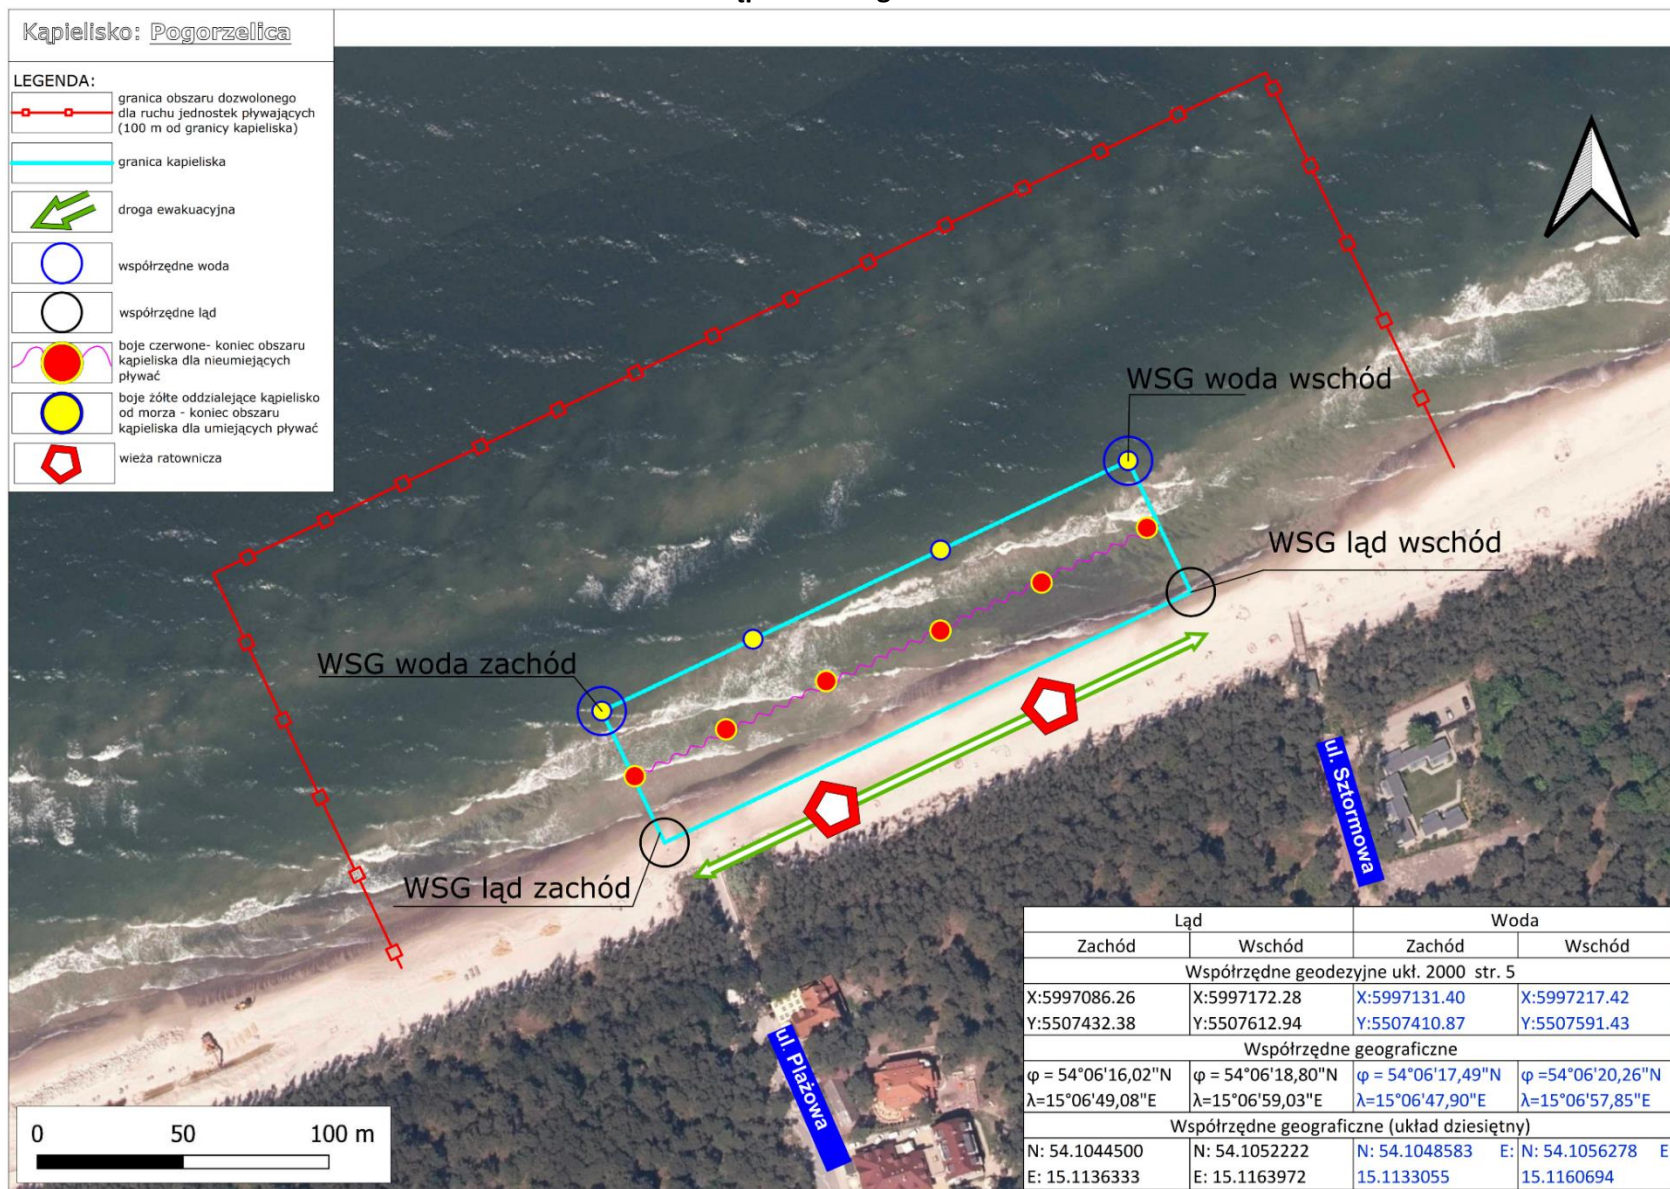 Kąpielisko: Pogorzelica
LEGENDA:
granica obszaru dozwolonego
dla ruchu jednostek pływających
(100 m od granicy kapieliska)
granica kapieliska
droga ewakuacyjna
współrzędne woda
współrzędne ląd
boje czerwone- koniec obszaru
kąpieliska dla nieumiejących
pływać
boje żółte oddzialejące kąpielisko
od morza - koniec obszaru
kąpieliska dla umiejących pływać
wieża ratownicza
WSG woda wschód
WSG ląd wschód
WSG woda zachód
WSG ląd zachód
ul. Sztormowa
ul. Plażowa
0 50 100 m
Ląd Woda
Zachód Wschód Zachód Wschód
Współrzędne geodezyjne ukł. 2000 str. 5
X:5997086.26 X:5997172.28 X:5997131.40 X:5997217.42
Y:5507432.38 Y:5507612.94 Y:5507410.87 Y:5507591.43
Współrzędne geograficzne
φ = 54°06'16,02"N φ = 54°06'18,80"N φ = 54°06'17,49"N φ =54°06'20,26"N
λ=15°06'49,08"E λ=15°06'59,03"E λ=15°06'47,90"E λ=15°06'57,85"E
Współrzędne geograficzne (układ dziesiętny)
N: 54.1044500 N: 54.1052222 N: 54.1048583 E: N: 54.1056278 E
E: 15.1136333 E: 15.1163972 15.1133055 15.1160694